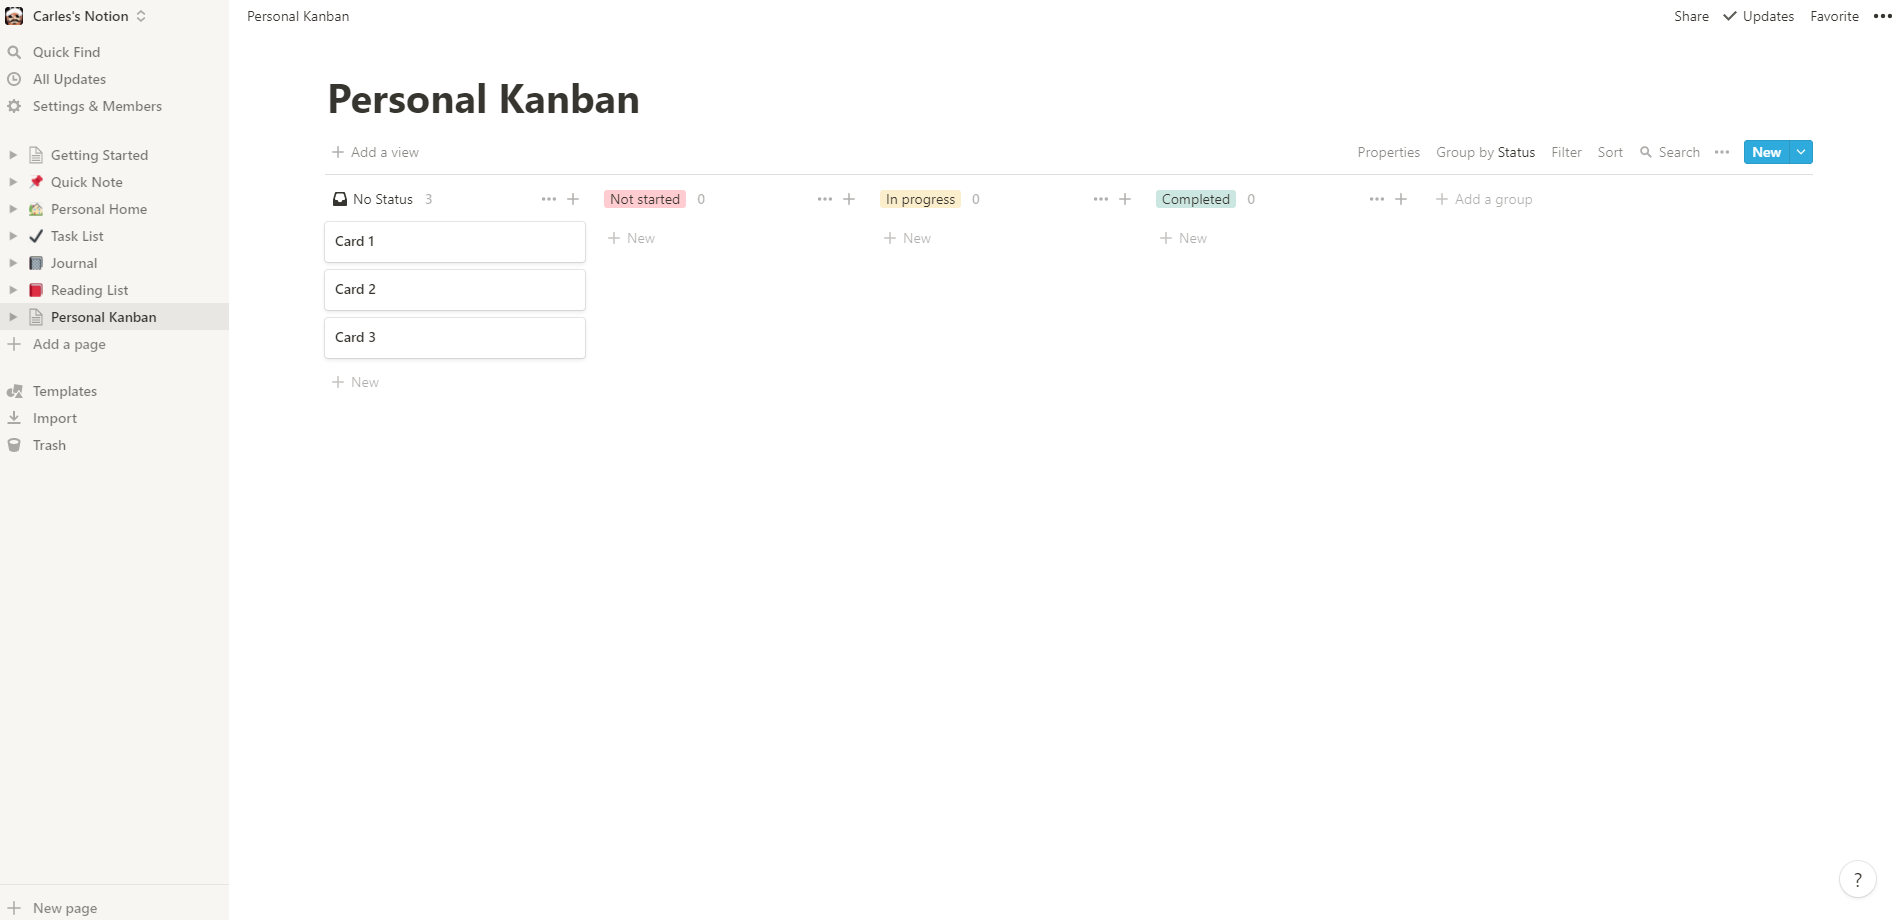 Carles's Notion
Quick Find
All Updates
Settings & Members
Getting Started
Quick Note
Personal Home
Task List
Journal
Reading List
Personal Kanban
Add a page
Templates
Import
Trash
New page
Personal Kanban
Share Updates Favorite
Personal Kanban
Add a view
Properties Group by Status Filter Sort Search New
No Status 3 Not started 0 In progress 0 Completed 0 Add a group
Card 1 New New New
Card 2
Card 3
New
?